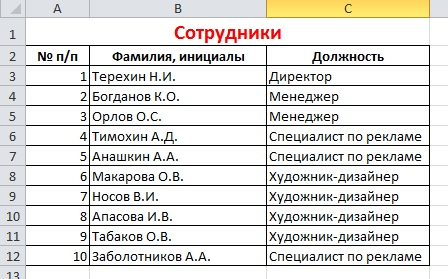 A B C
1 Сотрудники
2 № п/п Фамилия, инициалы Должность
3 1 Терехин Н.И. Директор
4 2 Богданов К.О. Менеджер
5 3 Орлов О.С. Менеджер
6 4 Тимохин А.Д. Специалист по рекламе
7 5 Анашкин А.А. Специалист по рекламе
8 6 Макарова О.В. Художник-дизайнер
9 7 Носов В.И. Художник-дизайнер
10 8 Апасова И.В. Художник-дизайнер
11 9 Табаков О.В. Художник-дизайнер
12 10 Заболотников А.А. Специалист по рекламе
13